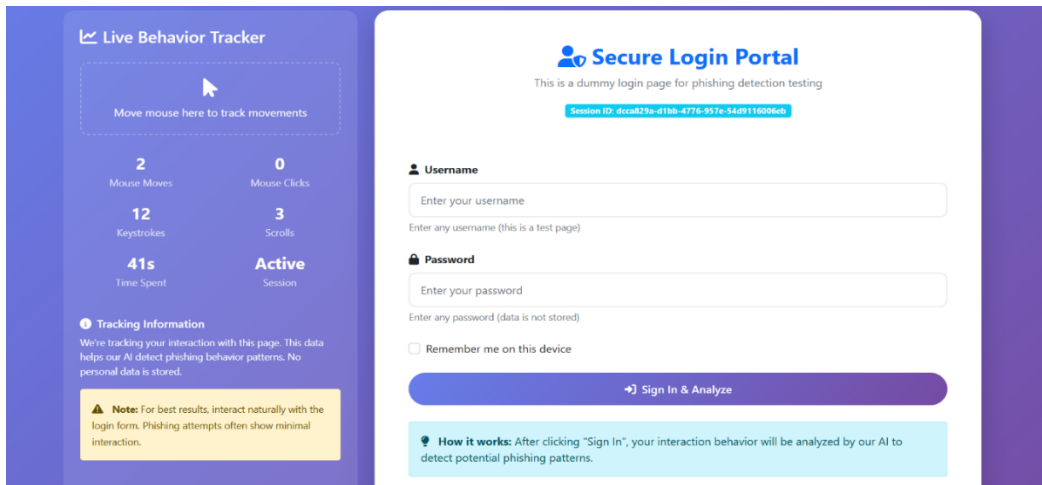 Live Behavior Tracker
Move mouse here to track movements
2
Mouse Moves
0
Mouse Clicks
12
Keystrokes
3
Scrolls
41s
Time Spent
Active
Session
Tracking Information
We're tracking your interaction with this page. This data
helps our AI detect phishing behavior patterns. No
personal data is stored.
Note: For best results, interact naturally with the
login form. Phishing attempts often show minimal
interaction.
Secure Login Portal
This is a dummy login page for phishing detection testing
Session ID: dcca829a-d1bb-4776-957e-54d9116006eb
Username
Enter your username
Enter any username (this is a test page)
Password
Enter your password
Enter any password (data is not stored)
Remember me on this device
Sign In & Analyze
How it works: After clicking "Sign In", your interaction behavior will be analyzed by our AI to
detect potential phishing patterns.